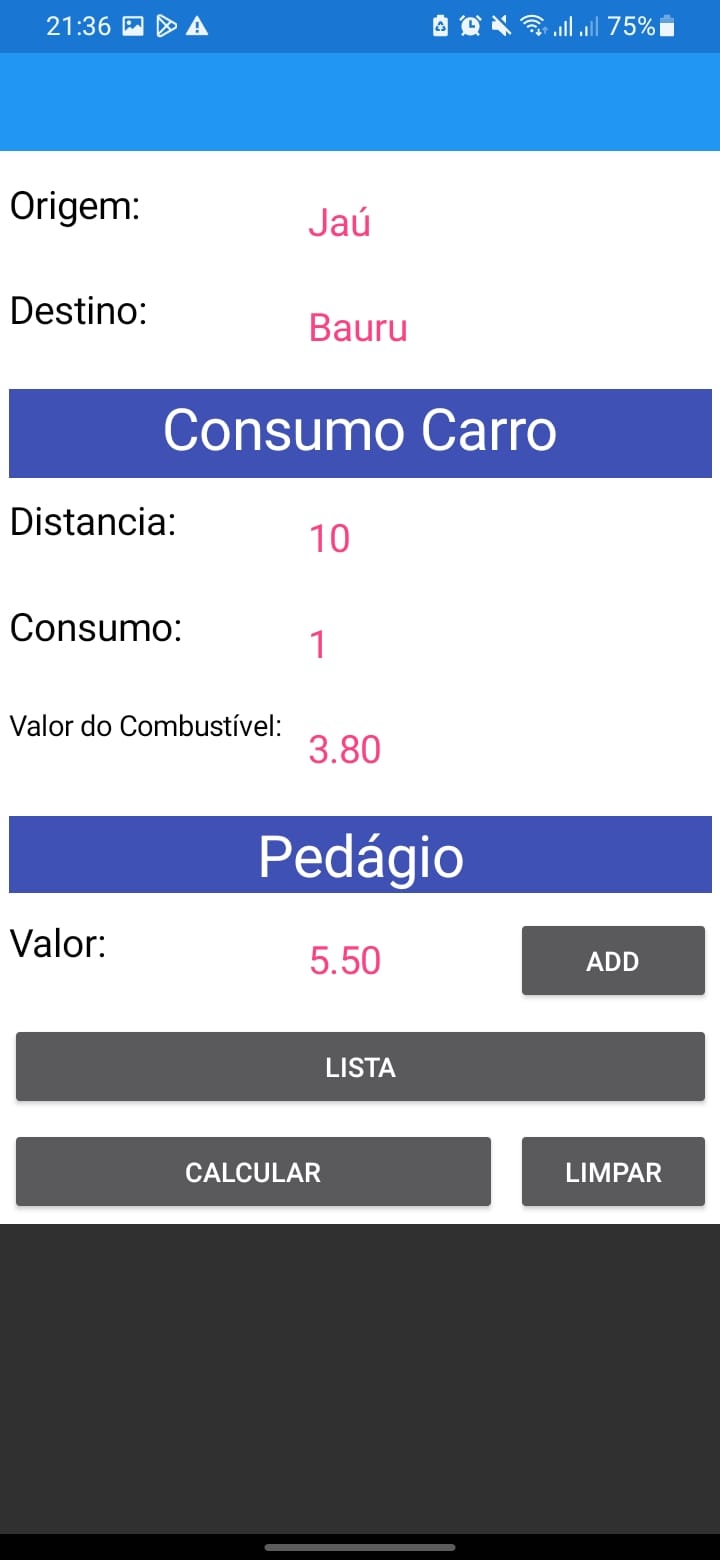 21:36 75%
Origem: Jaú
Destino: Bauru
Consumo Carro
Distancia: 10
Consumo: 1
Valor do Combustível: 3.80
Pedágio
Valor: 5.50 ADD
LISTA
CALCULAR LIMPAR